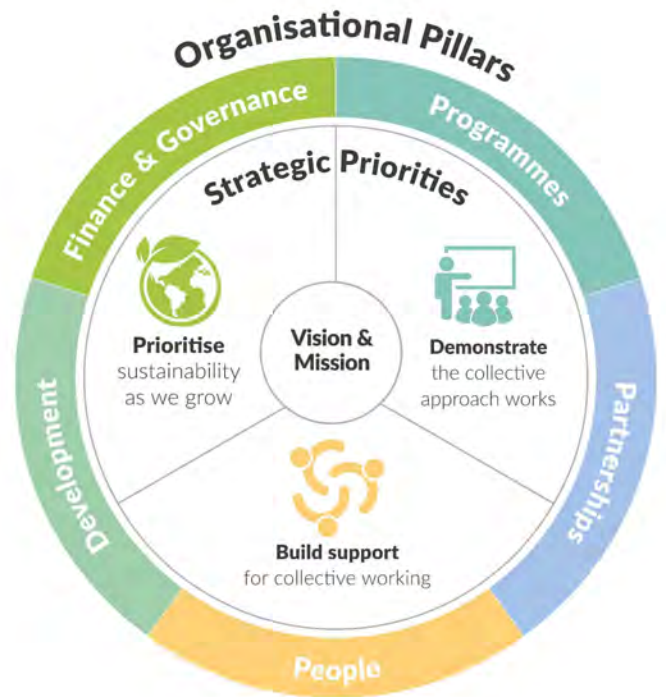 Organisational Pillars
Finance & Governance
Programmes
Strategic Priorities
Prioritise
sustainability
as we grow
Vision &
Mission
Demonstrate
the collective
approach works
Development
Partnerships
Build support
for collective working
People